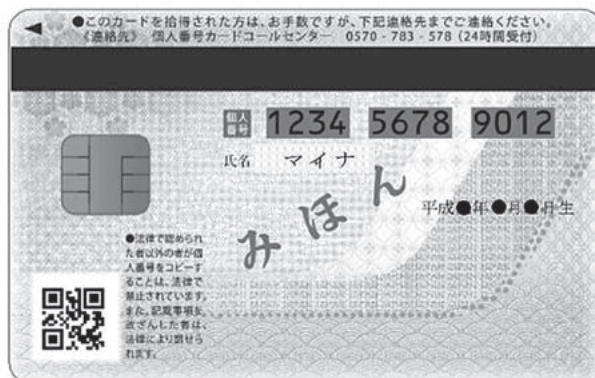 ●このカードを拾得された方は、お手数ですが、下記連絡先までご連絡ください。
《連絡先》 個人番号カードコールセンター 0570-783-578（24時間受付）
個人番号 1234 5678 9012
氏名 マイナ
平成●年●月●日生
みほん
●法律で認められ
た者以外の者が個
人番号をコピーす
ることは、法律で
禁止されています。
また、記載事項を
改ざんした者は、
法律により罰せら
れます。